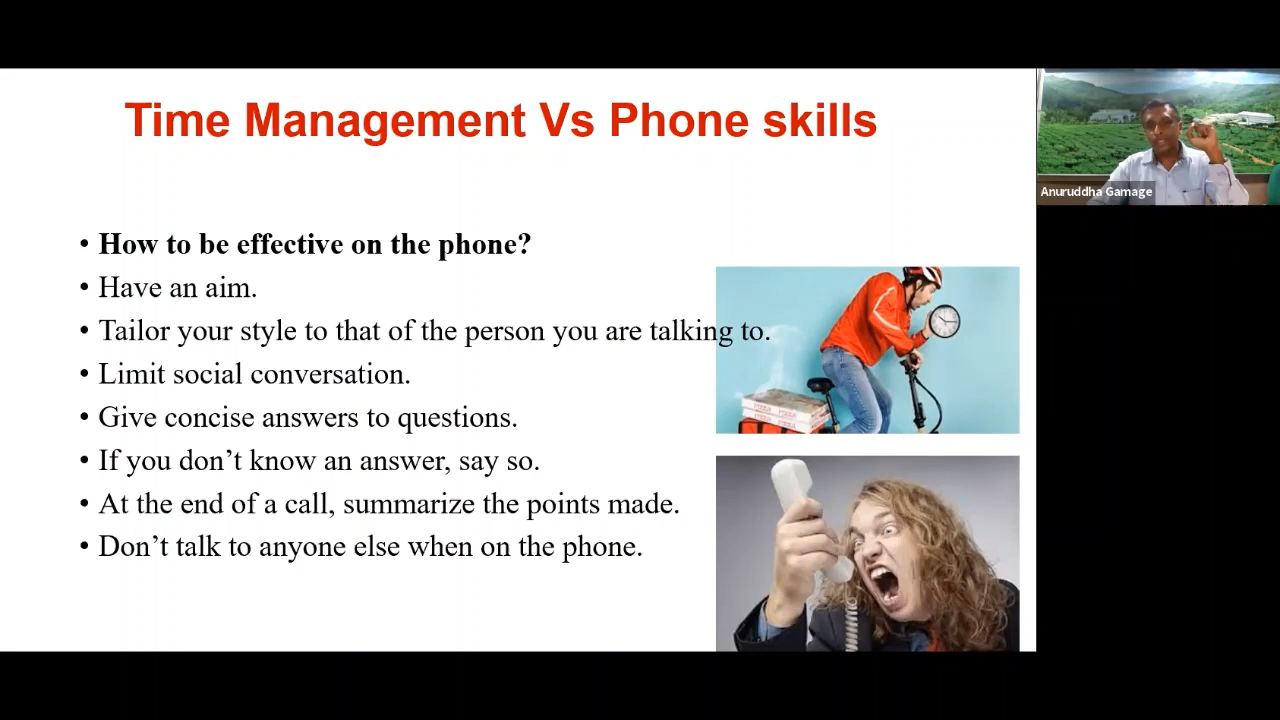 Time Management Vs Phone skills
Anuruddha Gamage
• How to be effective on the phone?
• Have an aim.
• Tailor your style to that of the person you are talking to.
• Limit social conversation.
• Give concise answers to questions.
• If you don’t know an answer, say so.
• At the end of a call, summarize the points made.
• Don’t talk to anyone else when on the phone.
PIZZA
PIZZA